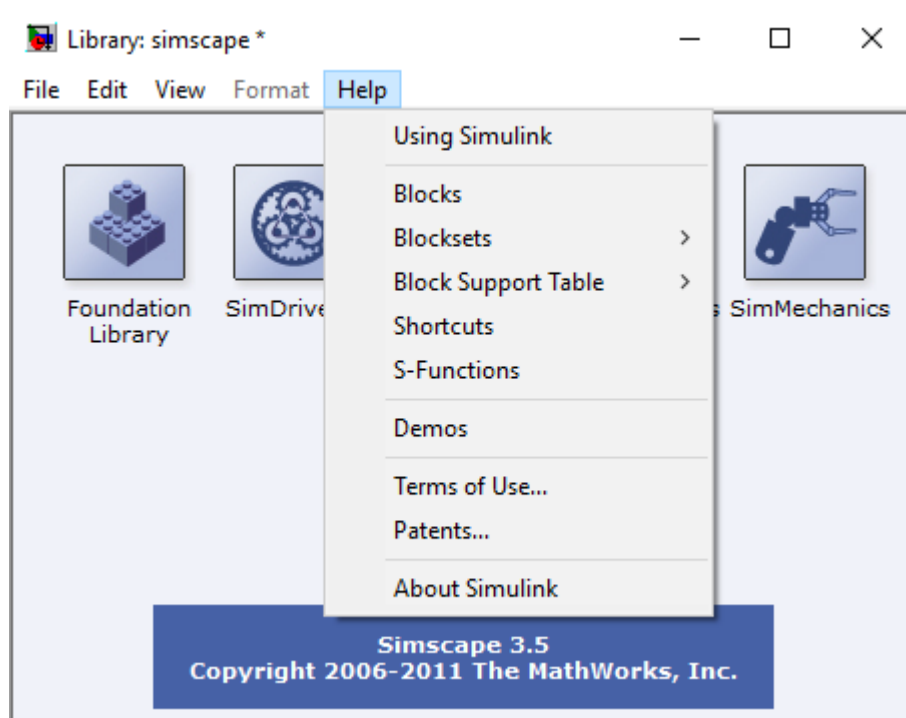 Library: simscape *
File Edit View Format Help
Using Simulink
Blocks
Blocksets
Block Support Table
Shortcuts
S-Functions
Demos
Terms of Use...
Patents...
About Simulink
Foundation
Library
SimMechanics
Simscape 3.5
Copyright 2006-2011 The MathWorks, Inc.